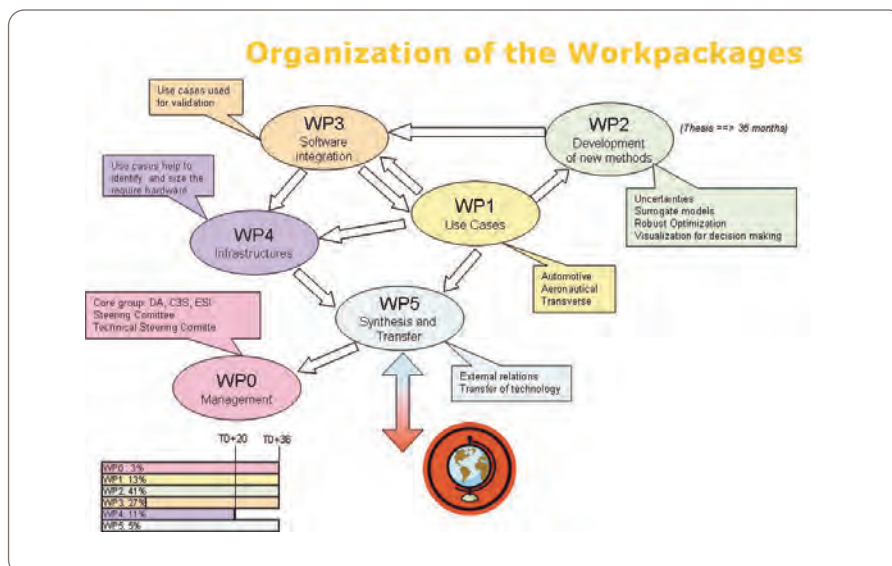 Organization of the Workpackages
Use cases used
for validation
WP3
Software
integration
WP2
Development
of new methods
(Thesis ==> 36 months)
Use cases help to
identify and size the
require hardware
WP1
Use Cases
Uncertainties
Surrogate models
Robust Optimization
Visualization for decision making
WP4
Infrastructures
Automotive
Aeronautical
Transverse
Core group: DA, C3S, ESI
Steering Comittee
Technical Steering Comitte
WP5
Synthesis and
Transfer
External relations
Transfer of technology
WP0
Management
T0+20
T0+36
WP0: 3%
WP1: 13%
WP2: 41%
WP3: 27%
WP4: 11%
WP5: 5%